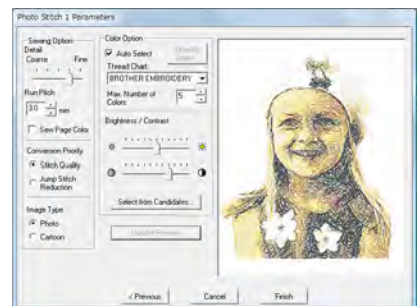 Photo Stitch 1 Parameters
Sewing Option
Detail
Coarse Fine
Run Pitch
3.0 mm
Sew Page Color
Conversion Priority
Stitch Quality
Jump Stitch
Reduction
Image Type
Photo
Cartoon
Color Option
Auto Select
Thread Chart:
BROTHER EMBROIDERY
Max. Number of
Colors:
5
Brightness / Contrast
Select from Candidates...
Update Preview
< Previous
Cancel
Finish